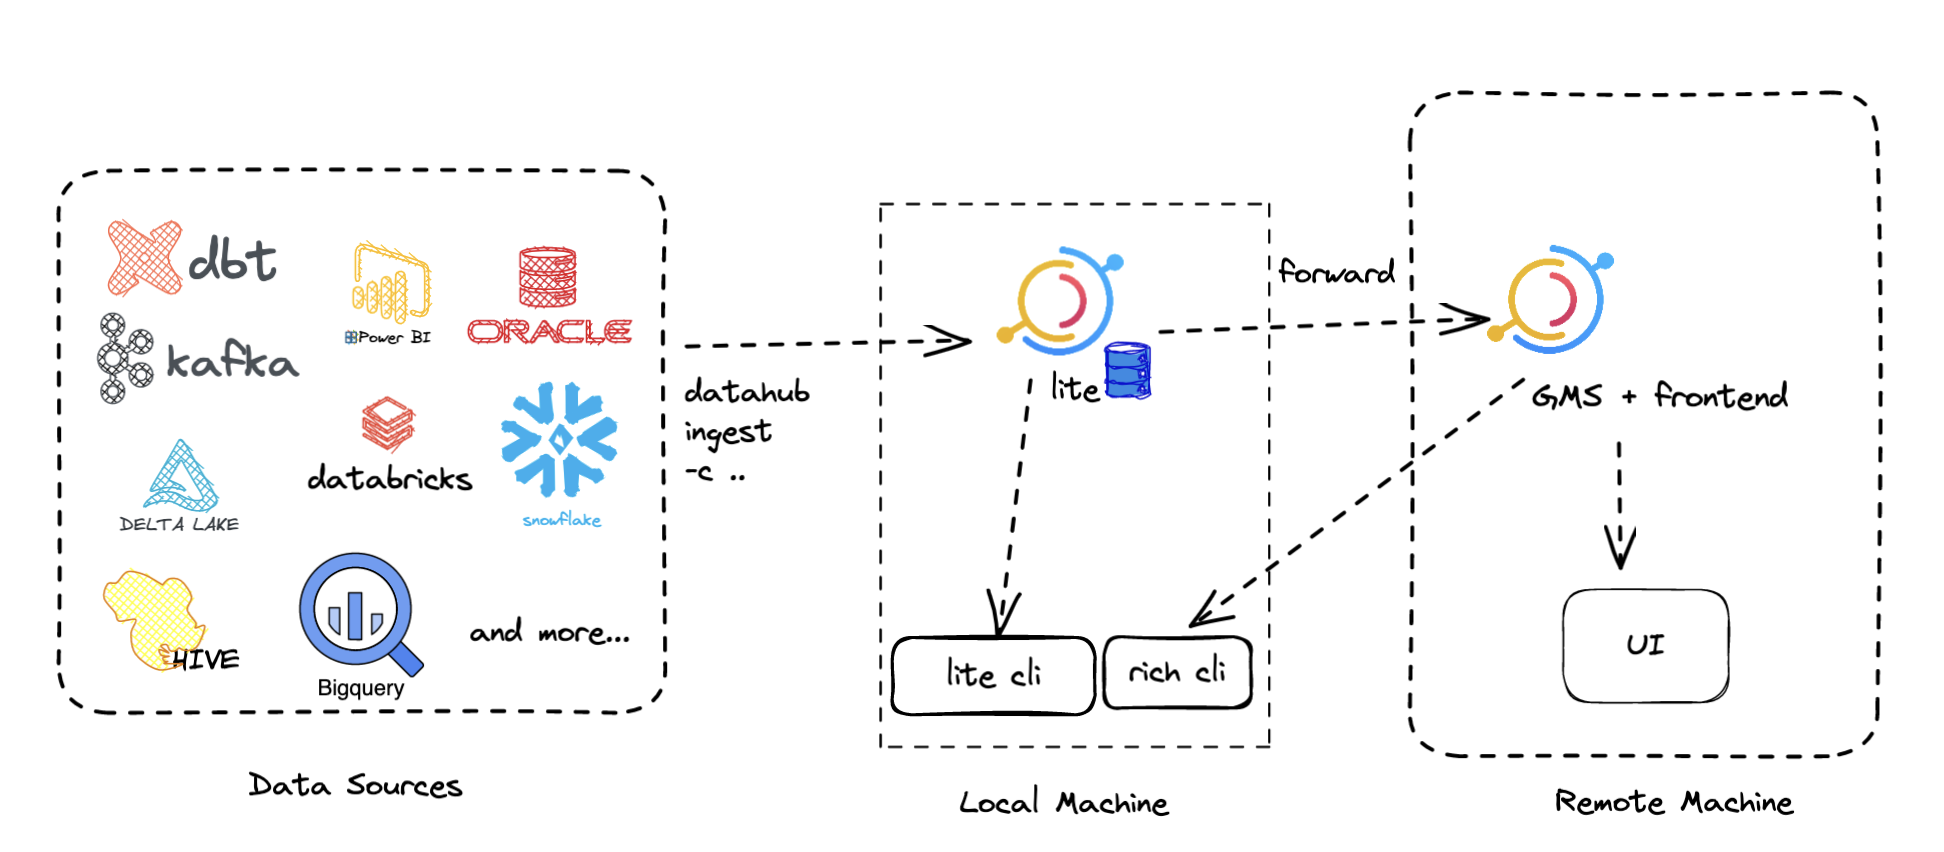 dbt
Power BI
ORACLE
kafka
databricks
snowflake
DELTA LAKE
HIVE
Bigquery
and more...
Data Sources
datahub
ingest
-c ..
lite
lite cli
rich cli
Local Machine
forward
GMS + frontend
UI
Remote Machine